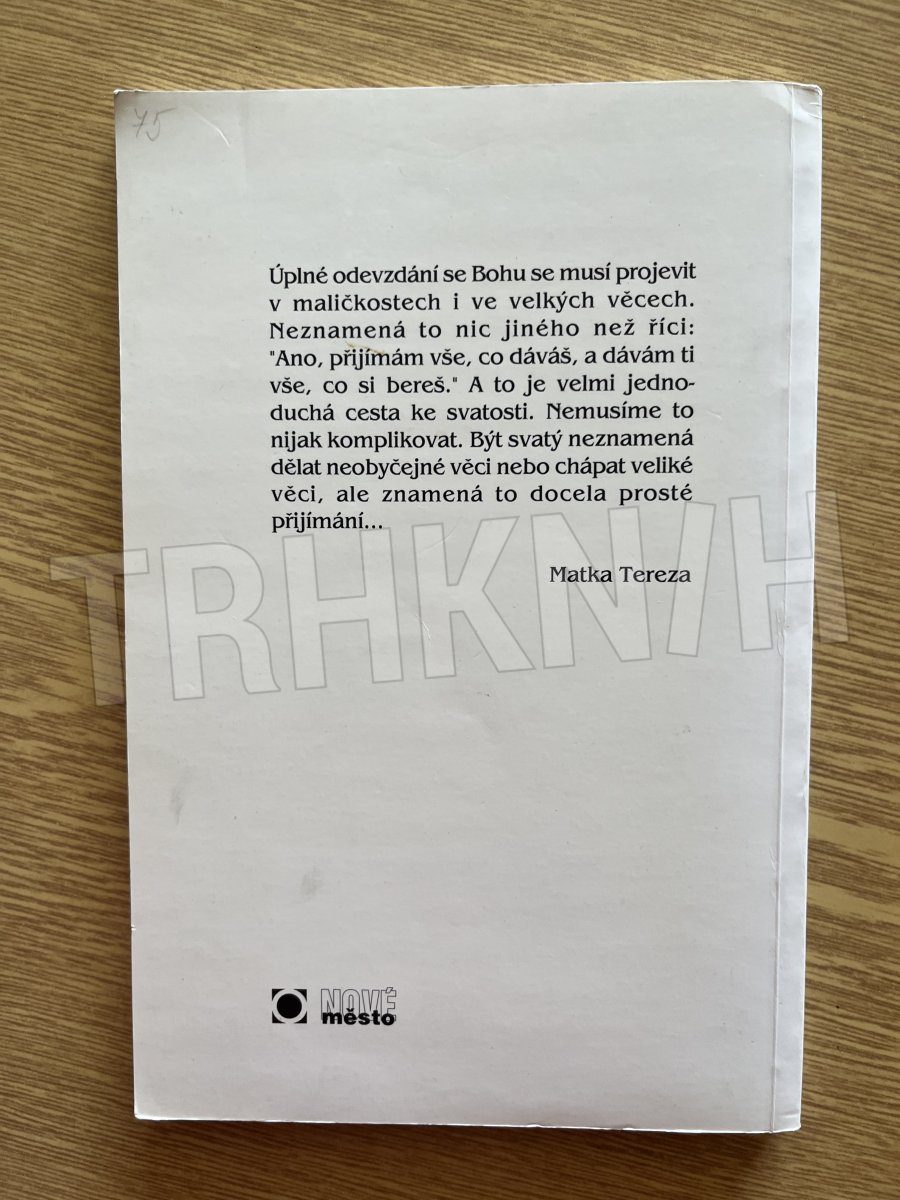 75
Úplné odevzdání se Bohu se musí projevit
v maličkostech i ve velkých věcech.
Neznamená to nic jiného než říci:
"Ano, přijímám vše, co dáváš, a dávám ti
vše, co si bereš." A to je velmi jedno-
duchá cesta ke svatosti. Nemusíme to
nijak komplikovat. Být svatý neznamená
dělat neobyčejné věci nebo chápat veliké
věci, ale znamená to docela prosté
přijímání...
Matka Tereza
TRHKNIH
NOVÉ
město